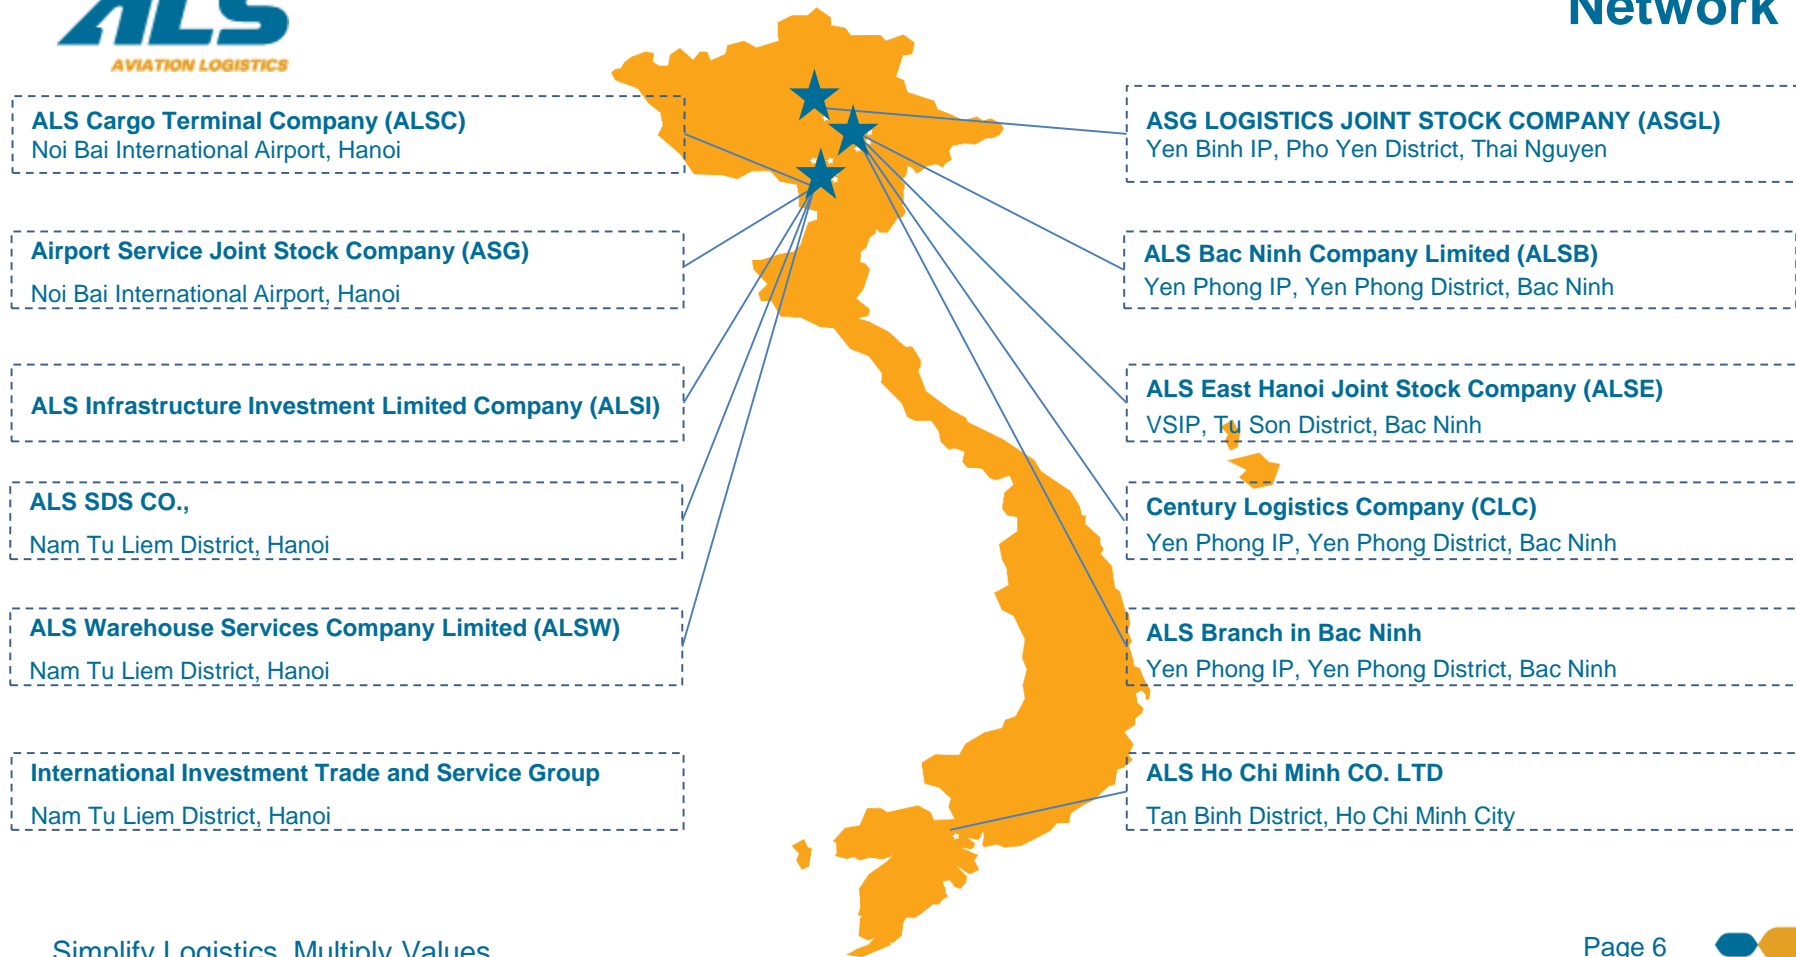 ALS
AVIATION LOGISTICS
Network
ALS Cargo Terminal Company (ALSC)
Noi Bai International Airport, Hanoi
Airport Service Joint Stock Company (ASG)
Noi Bai International Airport, Hanoi
ALS Infrastructure Investment Limited Company (ALSI)
ALS SDS CO.,
Nam Tu Liem District, Hanoi
ALS Warehouse Services Company Limited (ALSW)
Nam Tu Liem District, Hanoi
International Investment Trade and Service Group
Nam Tu Liem District, Hanoi
ASG LOGISTICS JOINT STOCK COMPANY (ASGL)
Yen Binh IP, Pho Yen District, Thai Nguyen
ALS Bac Ninh Company Limited (ALSB)
Yen Phong IP, Yen Phong District, Bac Ninh
ALS East Hanoi Joint Stock Company (ALSE)
VSIP, Tu Son District, Bac Ninh
Century Logistics Company (CLC)
Yen Phong IP, Yen Phong District, Bac Ninh
ALS Branch in Bac Ninh
Yen Phong IP, Yen Phong District, Bac Ninh
ALS Ho Chi Minh CO. LTD
Tan Binh District, Ho Chi Minh City
Simplify Logistics, Multiply Values
Page 6